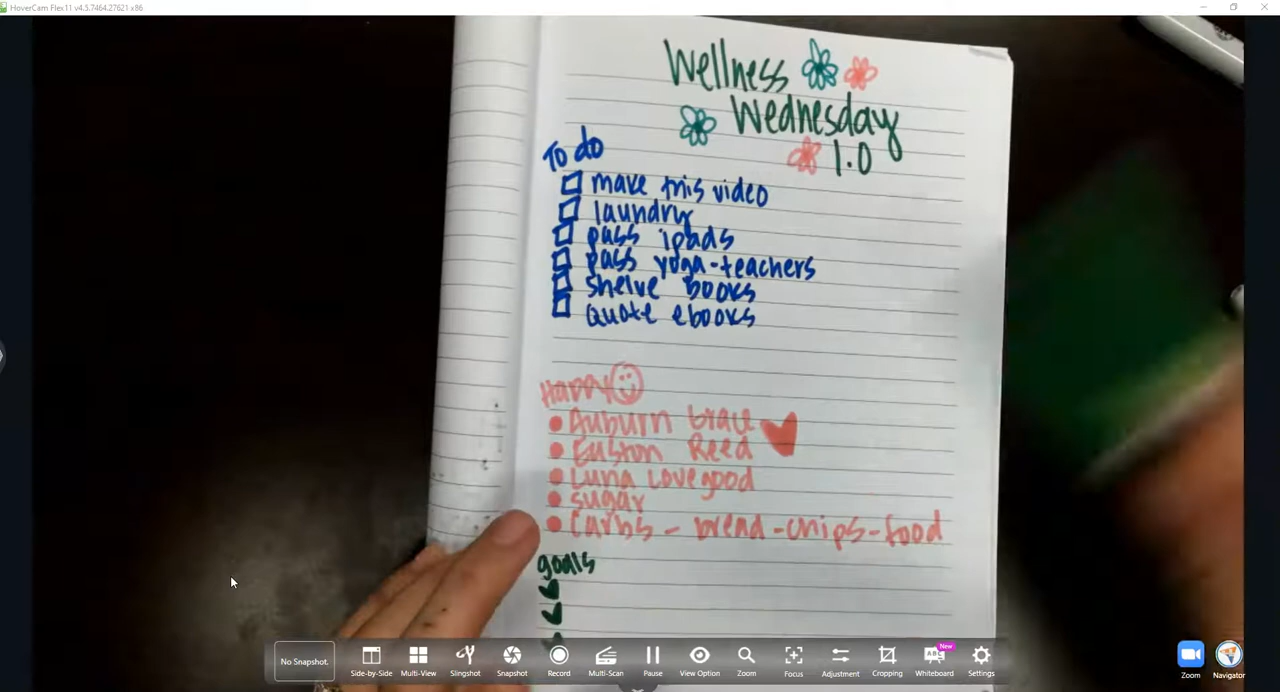 HoverCam Flex11 v4.5.7464.27621 x86
Wellness
Wednesday
1.0
To do
make this video
laundry
pass ipads
pass yoga-teachers
shelve books
quote ebooks
Happy
Auburn Grace
Easton Reed
Luna Lovegood
sugar
Carbs - bread - chips - food
goals
No Snapshot.
Side-by-Side
Multi-View
Slingshot
Snapshot
Record
Multi-Scan
Pause
View Option
Zoom
Focus
Adjustment
Cropping
New
ABC
Whiteboard
Settings
Zoom
Navigator